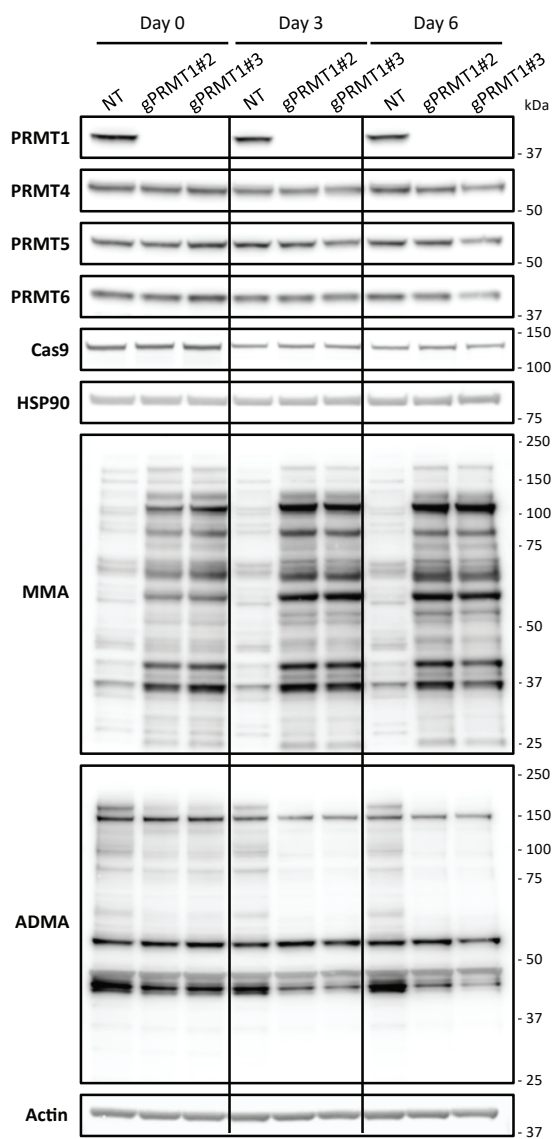 Day 0 Day 3 Day 6
NT gPRMT1#2 gPRMT1#3 NT gPRMT1#2 gPRMT1#3 NT gPRMT1#2 gPRMT1#3
kDa
PRMT1
- 37
PRMT4
- 50
PRMT5
- 50
PRMT6
- 37
Cas9
- 150
- 100
HSP90
- 75
MMA
- 250
- 150
- 100
- 75
- 50
- 37
- 25
ADMA
- 250
- 150
- 100
- 75
- 50
- 37
- 25
Actin
- 37